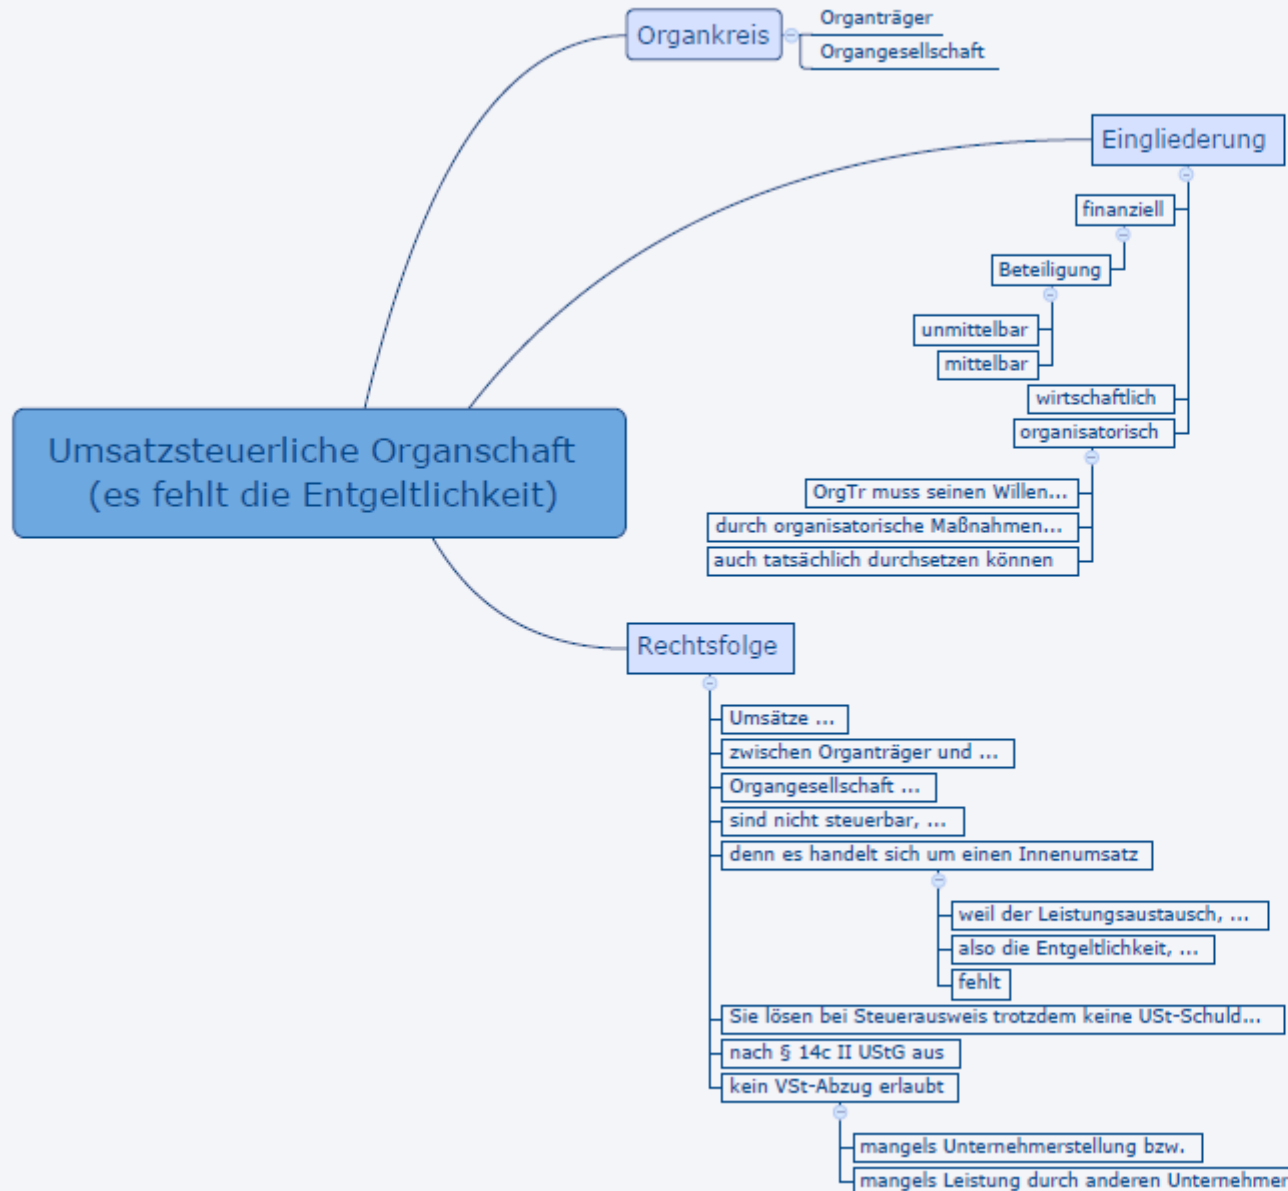 Organkreis
Organträger
Organgesellschaft
Eingliederung
finanziell
Beteiligung
unmittelbar
mittelbar
wirtschaftlich
organisatorisch
OrgTr muss seinen Willen...
durch organisatorische Maßnahmen...
auch tatsächlich durchsetzen können
Umsatzsteuerliche Organschaft
(es fehlt die Entgeltlichkeit)
Rechtsfolge
Umsätze ...
zwischen Organträger und ...
Organgesellschaft ...
sind nicht steuerbar, ...
denn es handelt sich um einen Innenumsatz
weil der Leistungsaustausch, ...
also die Entgeltlichkeit, ...
fehlt
Sie lösen bei Steuerausweis trotzdem keine USt-Schuld...
nach § 14c II UStG aus
kein VSt-Abzug erlaubt
mangels Unternehmerstellung bzw.
mangels Leistung durch anderen Unternehmer